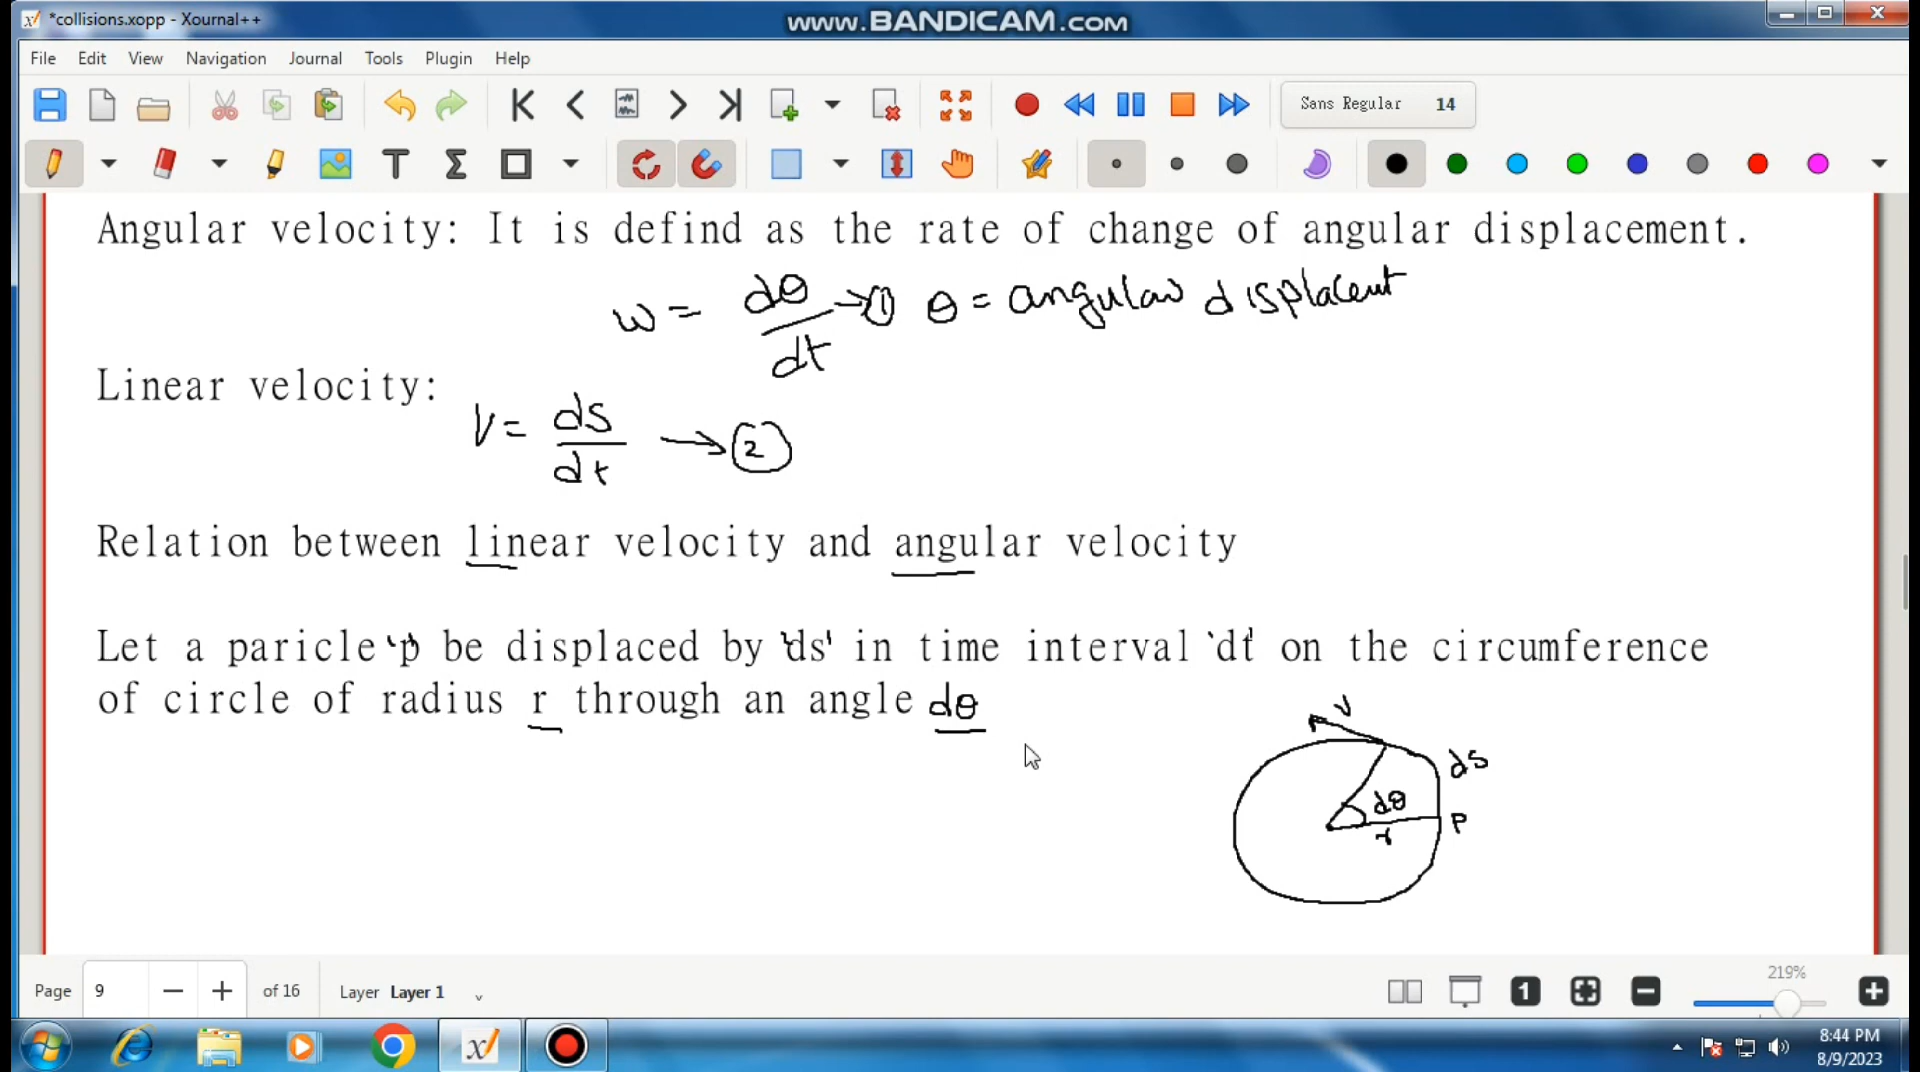 *collisions.xopp - Xournal++
www.BANDICAM.com
File Edit View Navigation Journal Tools Plugin Help
Sans Regular 14
Angular velocity: It is defind as the rate of change of angular displacement.
w = dθ/dt → ① θ = angular displacent
Linear velocity:
V = ds/dt → ②
Relation between linear velocity and angular velocity
Let a paricle 'p' be displaced by 'ds' in time interval 'dt' on the circumference
of circle of radius r through an angle dθ
V
ds
dθ
r
P
Page 9 of 16 Layer Layer 1
1
219%
8:44 PM
8/9/2023